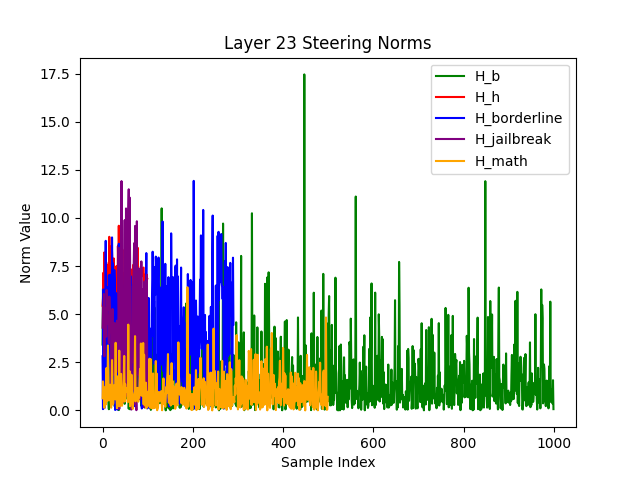 Layer 23 Steering Norms
17.5
15.0
12.5
10.0
7.5
5.0
2.5
0.0
Norm Value
H_b
H_h
H_borderline
H_jailbreak
H_math
0 200 400 600 800 1000
Sample Index